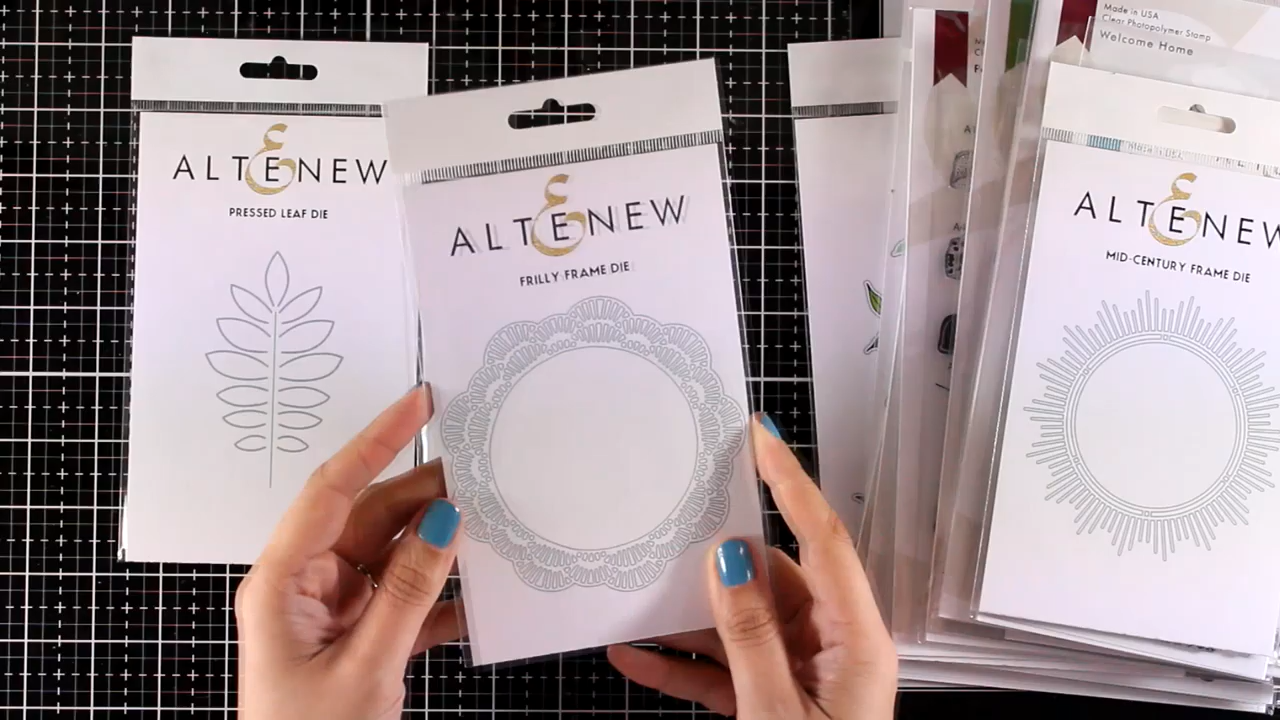 ALTENEW
PRESSED LEAF DIE
ALTENEW
FRILLY FRAME DIE
Made in USA
Clear Photopolymer Stamp
Welcome Home
ALTENEW
MID-CENTURY FRAME DIE